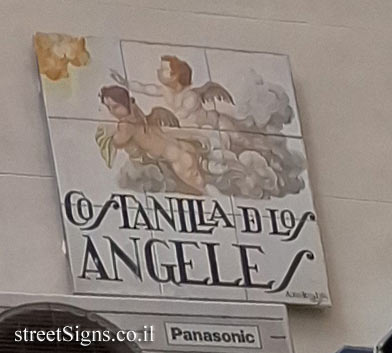 COSTANILLA D LOS
ANGELES
Panasonic
streetSigns.co.il